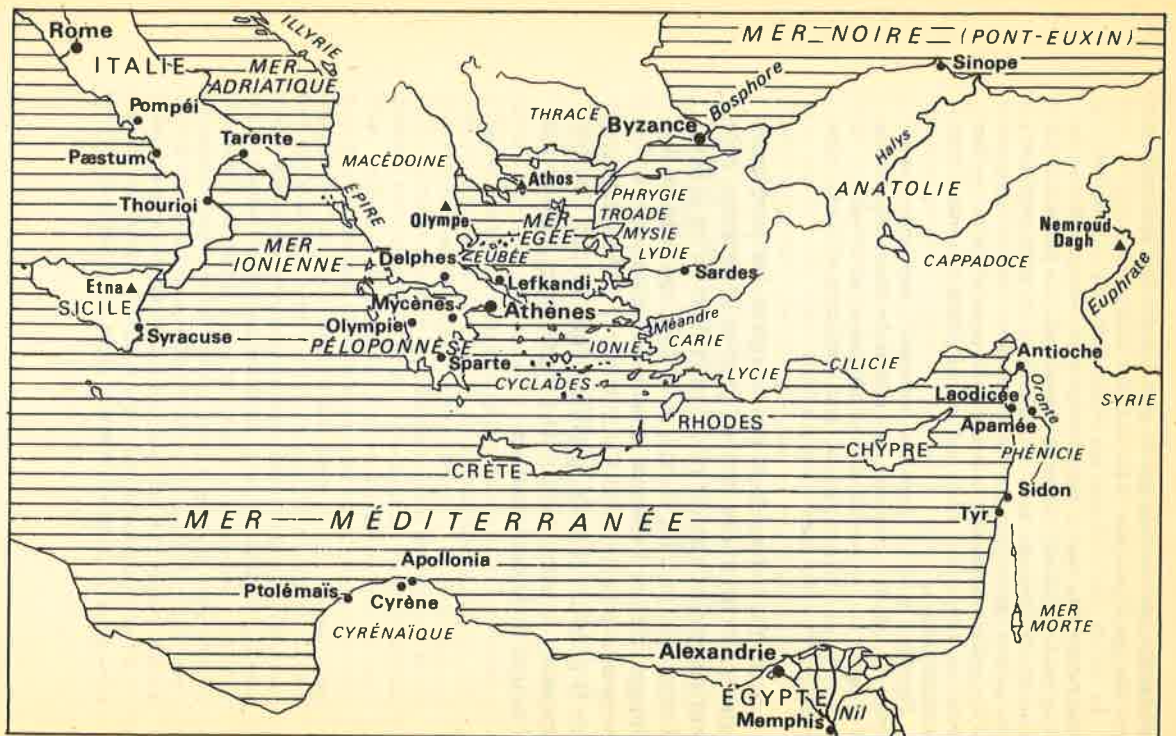 Rome
ITALIE
ILLYRIE
MER
ADRIATIQUE
MER NOIRE (PONT-EUXIN)
Sinope
Pompéi
Pæstum
Tarente
Thourioi
THRACE
Byzance
Bosphore
MACÉDOINE
Athos
Halys
ANATOLIE
ÉPIRE
Olympe
MER
EGÉE
PHRYGIE
TROADE
MYSIE
LYDIE
Sardes
Nemroud
Dagh
CAPPADOCE
Euphrate
MER
IONIENNE
Delphes
EUBÉE
Lefkandi
Etna
SICILE
Syracuse
Mycènes
Athènes
Olympie
PÉLOPONNÈSE
Sparte
IONIE
Méandre
CARIE
CYCLADES
LYCIE
CILICIE
Antioche
Oronte
Laodicée
Apamée
SYRIE
RHODES
CRÈTE
CHYPRE
PHÉNICIE
Sidon
Tyr
MER MÉDITERRANÉE
Apollonia
Ptolémaïs
Cyrène
CYRÉNAÏQUE
MER
MORTE
Alexandrie
ÉGYPTE
Memphis
Nil